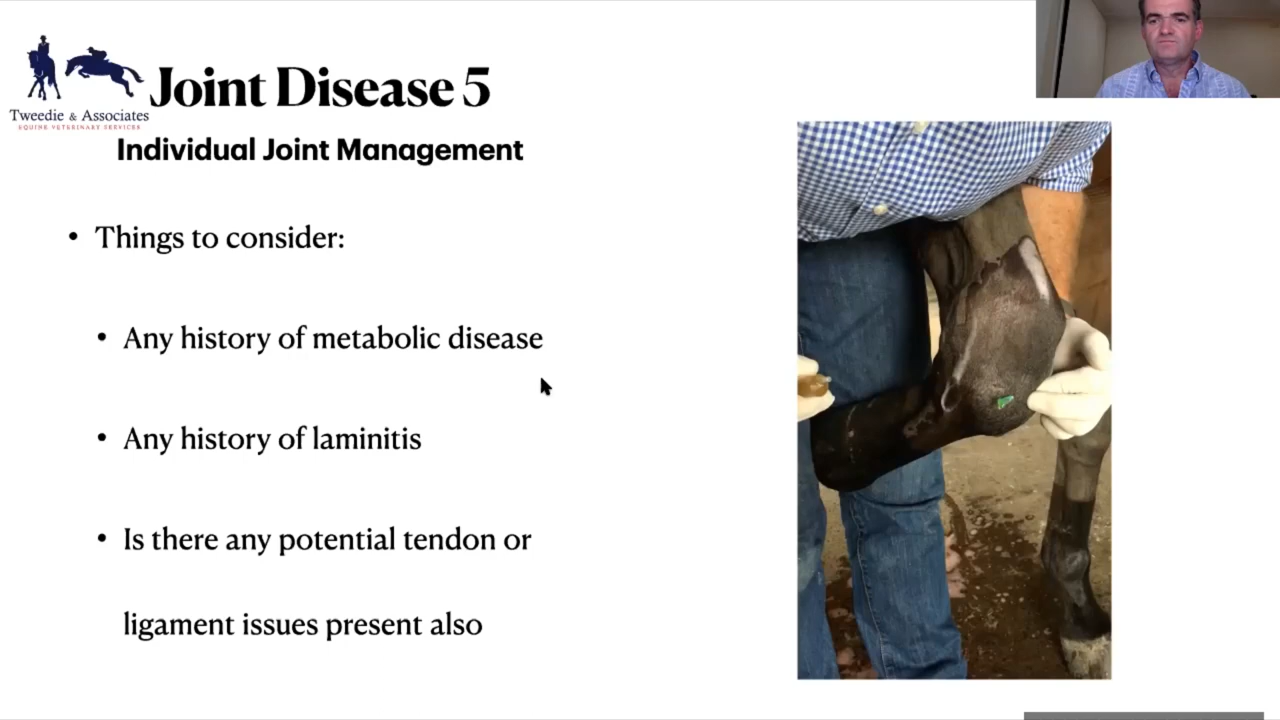 Joint Disease 5
Tweedie & Associates
EQUINE VETERINARY SERVICES
Individual Joint Management
• Things to consider:
• Any history of metabolic disease
• Any history of laminitis
• Is there any potential tendon or
ligament issues present also